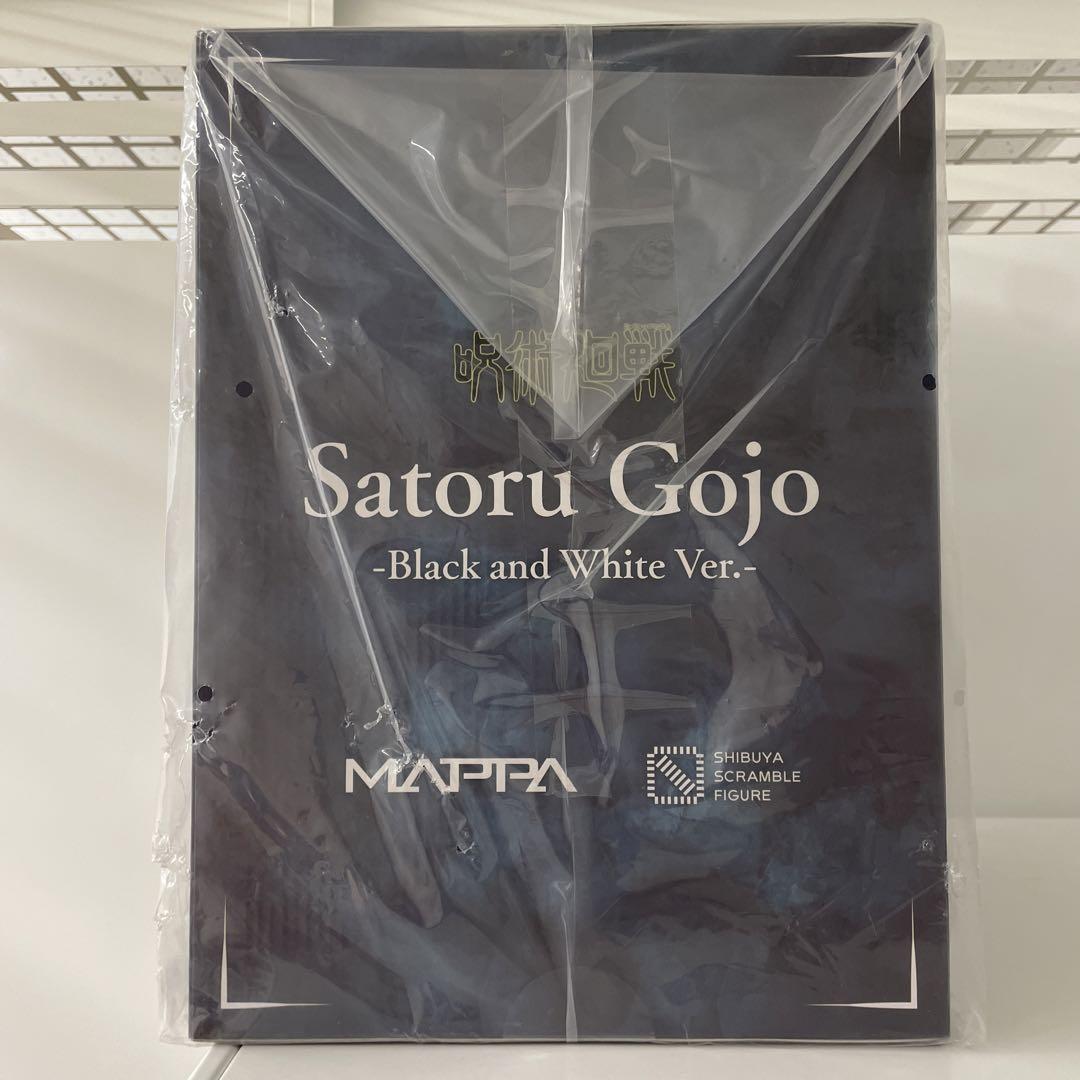 呪術廻戦
Satoru Gojo
-Black and White Ver.-
MAPPA
SHIBUYA
SCRAMBLE
FIGURE